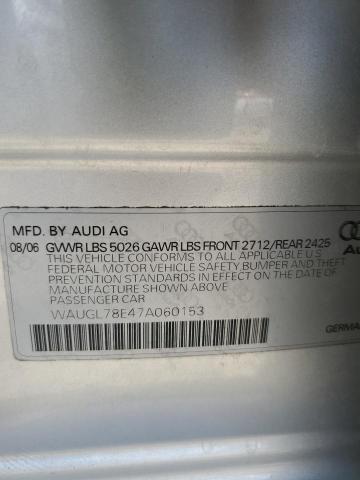 MFD. BY AUDI AG
08/06 GVWR LBS 5026 GAWR LBS FRONT 2712/REAR 2425
THIS VEHICLE CONFORMS TO ALL APPLICABLE U.S
FEDERAL MOTOR VEHICLE SAFETY BUMPER AND THEFT
PREVENTION STANDARDS IN EFFECT ON THE DATE OF
MANUFACTURE SHOWN ABOVE
PASSENGER CAR
WAUGL78E47A060153